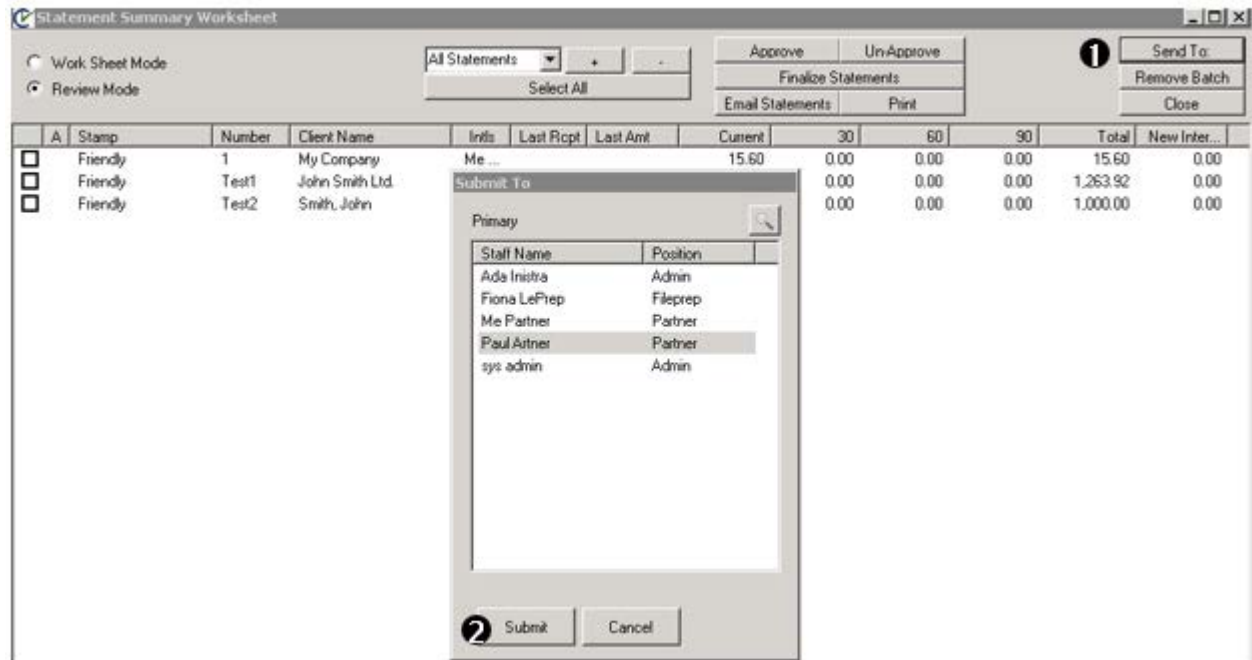 Statement Summary Worksheet
Work Sheet Mode
Review Mode
All Statements + -
Select All
Approve Un-Approve
Finalize Statements
Email Statements Print
1 Send To:
Remove Batch
Close
A Stamp Number Client Name Intls Last Rcpt Last Amt Current 30 60 90 Total New Inter...
Friendly 1 My Company Me ... 15.60 0.00 0.00 0.00 15.60 0.00
Friendly Test1 John Smith Ltd. 0.00 0.00 0.00 1,263.92 0.00
Friendly Test2 Smith, John 0.00 0.00 0.00 1,000.00 0.00
Submit To
Primary
Staff Name Position
Ada Inistra Admin
Fiona LePrep Fileprep
Me Partner Partner
Paul Artner Partner
sys admin Admin
2 Submit Cancel